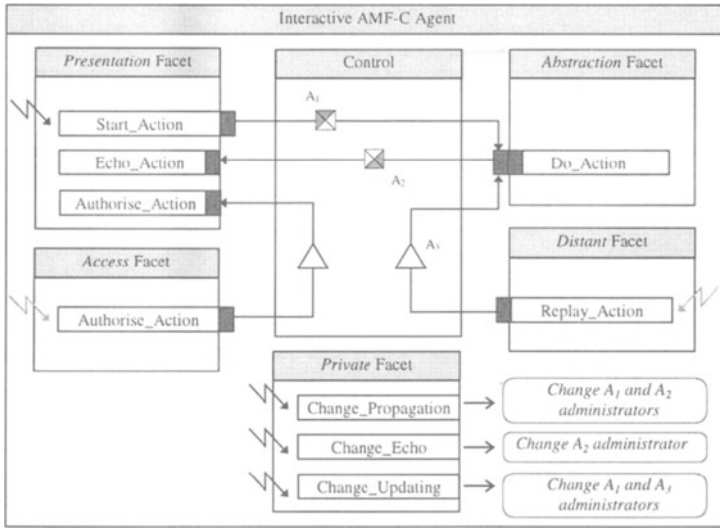 Interactive AMF-C Agent
Presentation Facet
Start_Action
Echo_Action
Authorise_Action
Control
A1
A2
A3
Abstraction Facet
Do_Action
Access Facet
Authorise_Action
Distant Facet
Replay_Action
Private Facet
Change_Propagation
Change A1 and A2
administrators
Change_Echo
Change A2 administrator
Change_Updating
Change A1 and A3
administrators